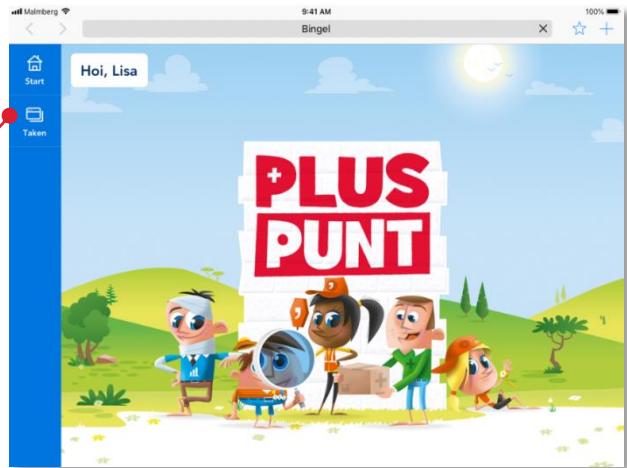 Malmberg
9:41 AM
100%
Bingel
Start
Hoi, Lisa
Taken
PLUS
PUNT